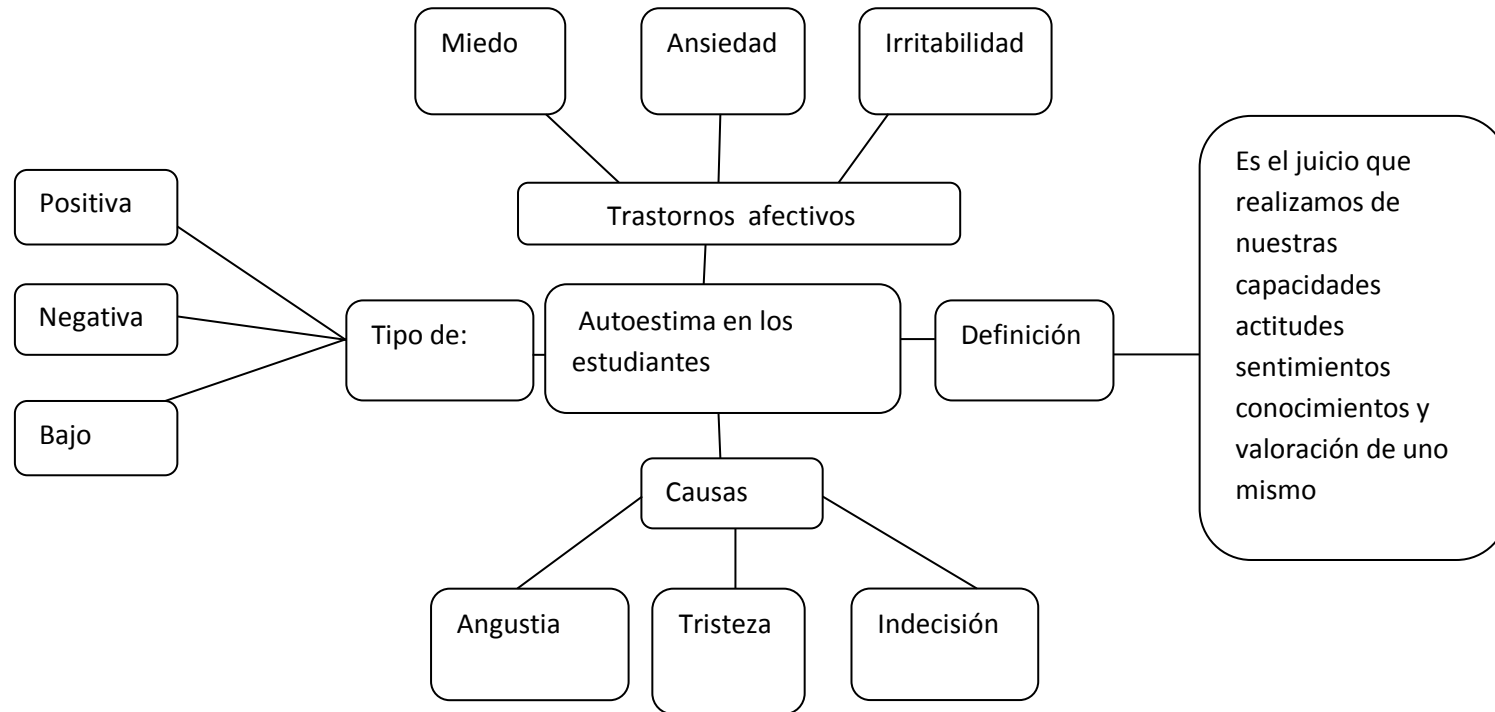 Miedo
Ansiedad
Irritabilidad
Trastornos  afectivos
Positiva
Negativa
Bajo
Tipo de:
Autoestima en los
estudiantes
Definición
Es el juicio que
realizamos de
nuestras
capacidades
actitudes
sentimientos
conocimientos y
valoración de uno
mismo
Causas
Angustia
Tristeza
Indecisión